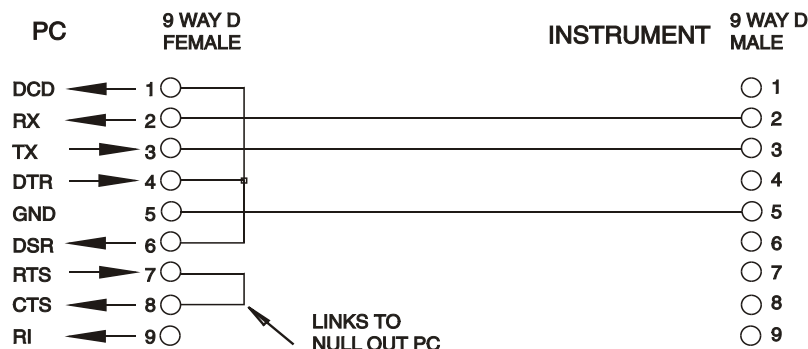 PC
9 WAY D
FEMALE
INSTRUMENT
9 WAY D
MALE
DCD 1 1
RX 2 2
TX 3 3
DTR 4 4
GND 5 5
DSR 6 6
RTS 7 7
CTS 8 8
RI 9 9
LINKS TO
NULL OUT PC